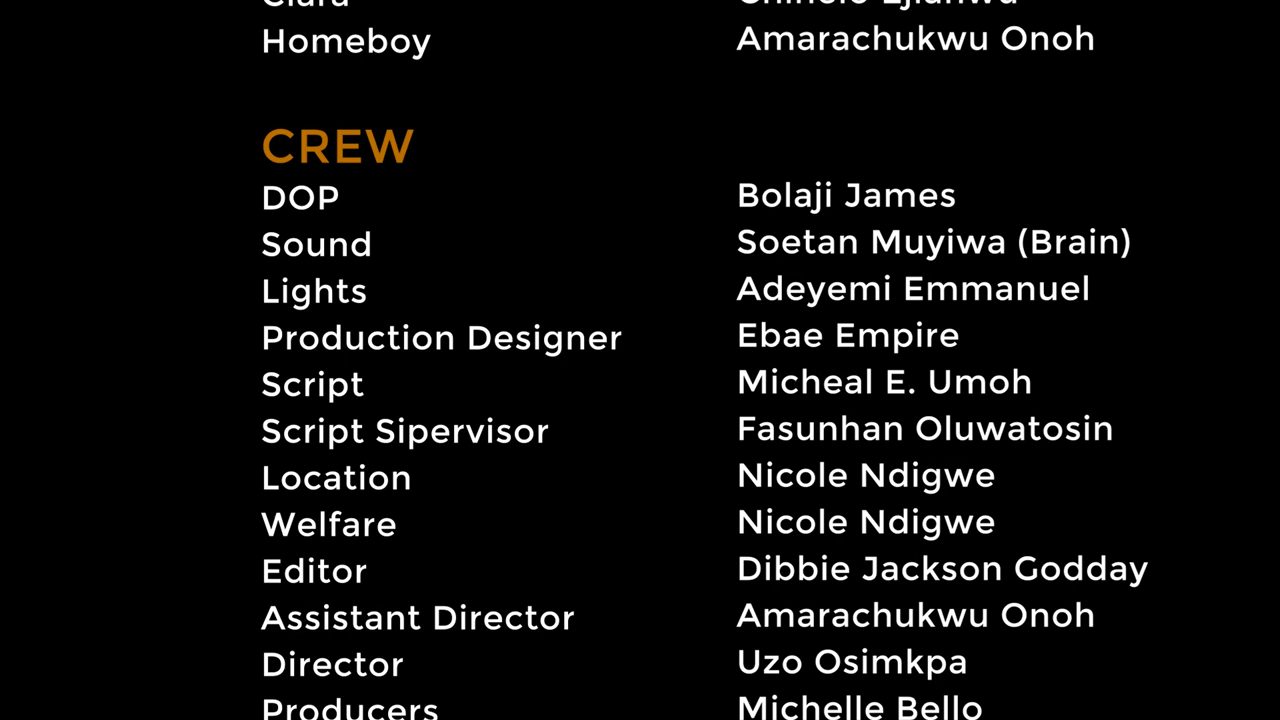 Clara
Homeboy Amarachukwu Onoh
CREW
DOP Bolaji James
Sound Soetan Muyiwa (Brain)
Lights Adeyemi Emmanuel
Production Designer Ebae Empire
Script Micheal E. Umoh
Script Sipervisor Fasunhan Oluwatosin
Location Nicole Ndigwe
Welfare Nicole Ndigwe
Editor Dibbie Jackson Godday
Assistant Director Amarachukwu Onoh
Director Uzo Osimkpa
Producers Michelle Bello